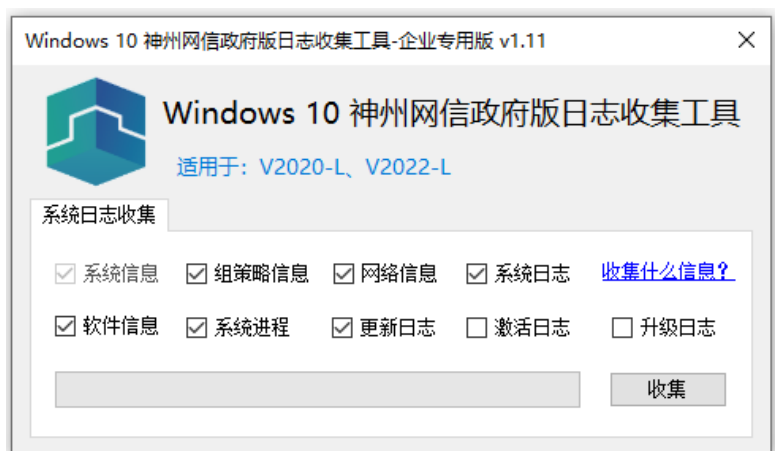 Windows 10 神州网信政府版日志收集工具-企业专用版 v1.11
Windows 10 神州网信政府版日志收集工具
适用于：V2020-L、V2022-L
系统日志收集
系统信息 组策略信息 网络信息 系统日志 收集什么信息？
软件信息 系统进程 更新日志 激活日志 升级日志
收集